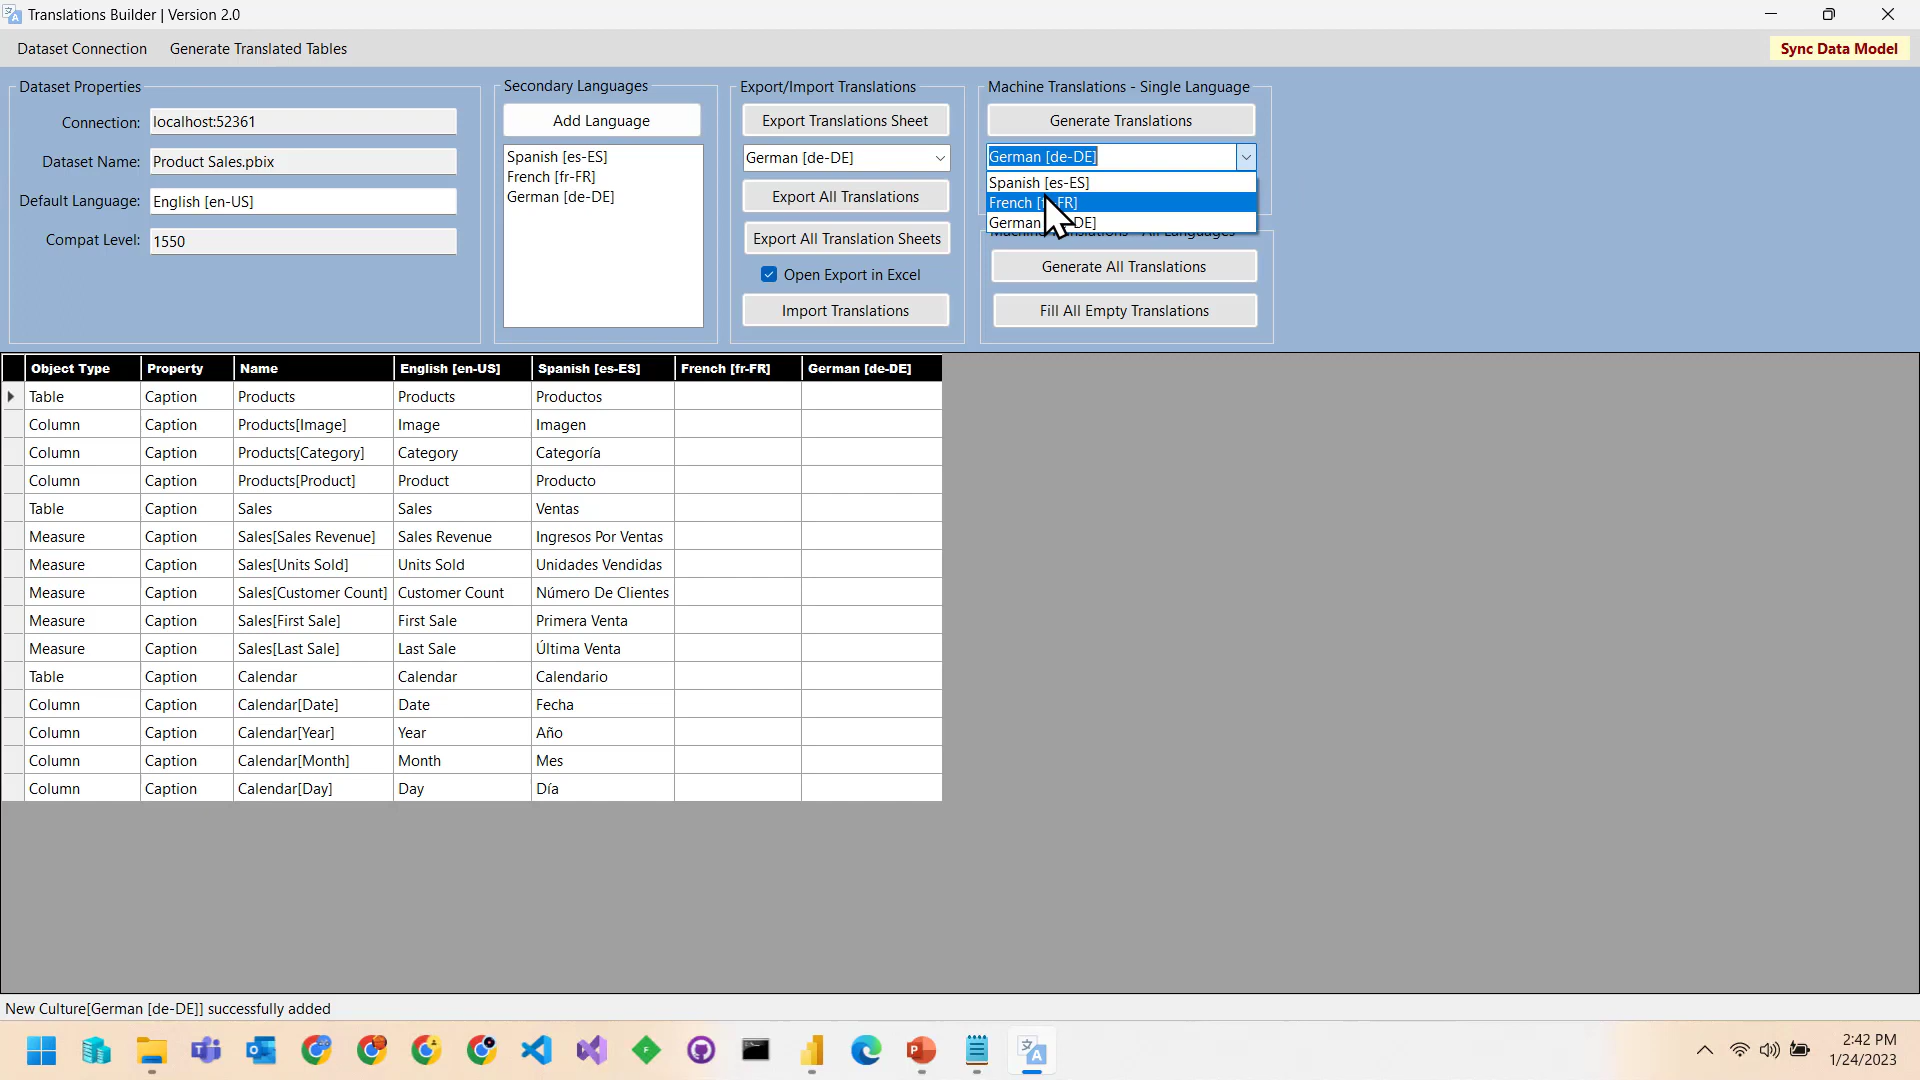 Translations Builder | Version 2.0
Dataset Connection Generate Translated Tables Sync Data Model
Dataset Properties
Connection: localhost:52361
Dataset Name: Product Sales.pbix
Default Language: English [en-US]
Compat Level: 1550
Secondary Languages
Add Language
Spanish [es-ES]
French [fr-FR]
German [de-DE]
Export/Import Translations
Export Translations Sheet
German [de-DE]
Export All Translations
Export All Translation Sheets
Open Export in Excel
Import Translations
Machine Translations - Single Language
Generate Translations
German [de-DE]
Spanish [es-ES]
French FR]
German DE]
Generate All Translations
Fill All Empty Translations
Object Type Property Name English [en-US] Spanish [es-ES] French [fr-FR] German [de-DE]
Table Caption Products Products Productos
Column Caption Products[Image] Image Imagen
Column Caption Products[Category] Category Categoría
Column Caption Products[Product] Product Producto
Table Caption Sales Sales Ventas
Measure Caption Sales[Sales Revenue] Sales Revenue Ingresos Por Ventas
Measure Caption Sales[Units Sold] Units Sold Unidades Vendidas
Measure Caption Sales[Customer Count] Customer Count Número De Clientes
Measure Caption Sales[First Sale] First Sale Primera Venta
Measure Caption Sales[Last Sale] Last Sale Última Venta
Table Caption Calendar Calendar Calendario
Column Caption Calendar[Date] Date Fecha
Column Caption Calendar[Year] Year Año
Column Caption Calendar[Month] Month Mes
Column Caption Calendar[Day] Day Día
New Culture[German [de-DE]] successfully added
2:42 PM
1/24/2023